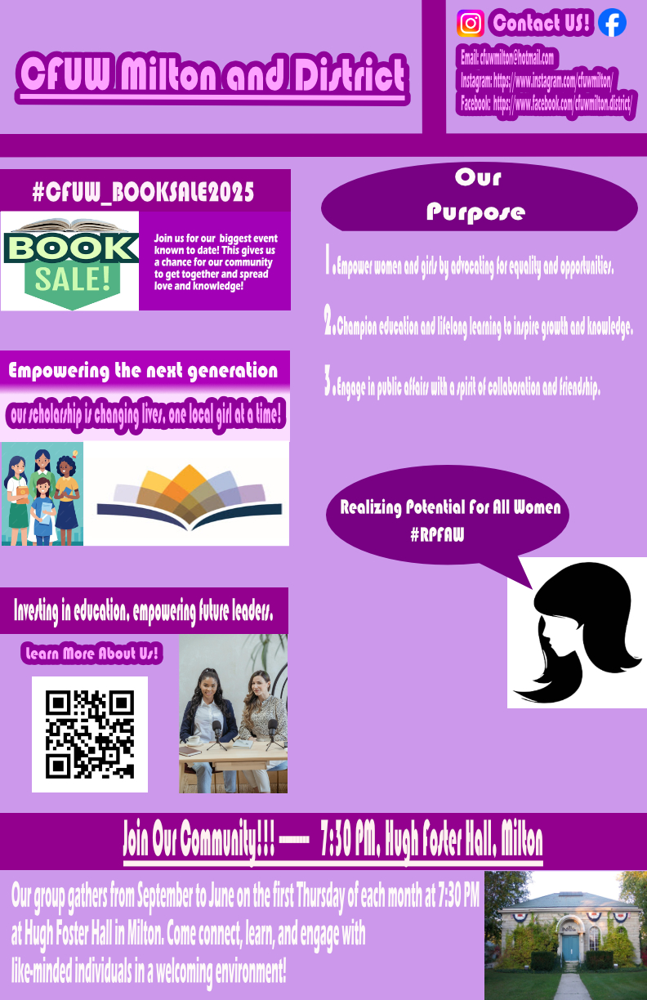 CFUW Milton and District
Contact US!
Email: cfuwmilton@hotmail.com
Instagram: https://www.instagram.com/cfuwmilton/
Facebook: https://www.facebook.com/cfuwmilton.district/
#CFUW_BOOKSALE2025
BOOK
SALE!
Join us for our biggest event
known to date! This gives us
a chance for our community
to get together and spread
love and knowledge!
Empowering the next generation
our scholarship is changing lives, one local girl at a time!
Investing in education, empowering future leaders.
Learn More About Us!
Our
Purpose
1.Empower women and girls by advocating for equality and opportunities.
2.Champion education and lifelong learning to inspire growth and knowledge.
3.Engage in public affairs with a spirit of collaboration and friendship.
Realizing Potential For All Women
#RPFAW
Join Our Community!!! ------- 7:30 PM, Hugh Foster Hall, Milton
Our group gathers from September to June on the first Thursday of each month at 7:30 PM
at Hugh Foster Hall in Milton. Come connect, learn, and engage with
like-minded individuals in a welcoming environment!